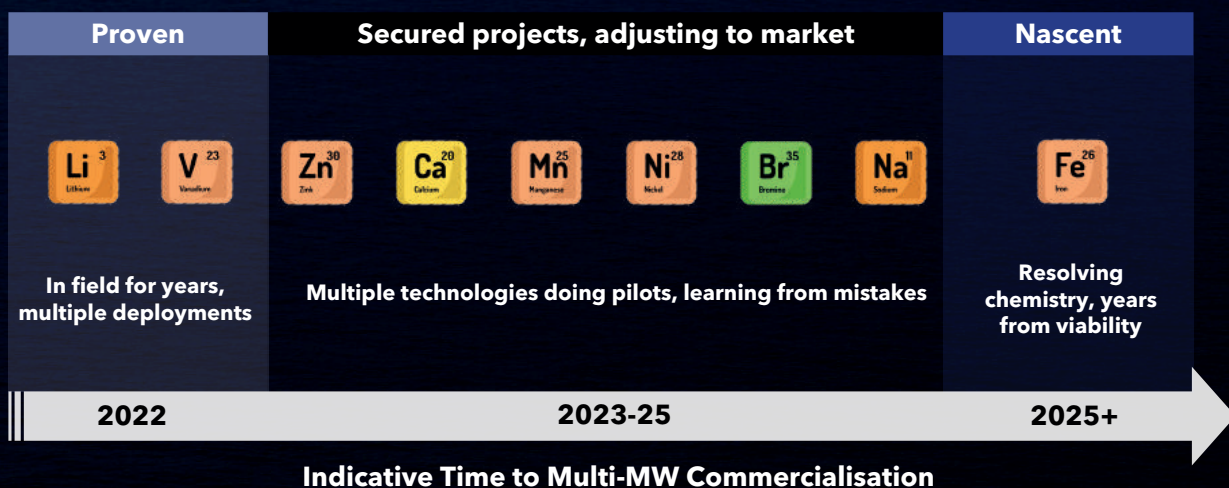 Proven
Secured projects, adjusting to market
Nascent
Li 3
Lithium
V 23
Vanadium
Zn 30
Zink
Ca 20
Calcium
Mn 25
Manganese
Ni 28
Nickel
Br 35
Bromine
Na 11
Sodium
Fe 26
Iron
In field for years,
multiple deployments
Multiple technologies doing pilots, learning from mistakes
Resolving
chemistry, years
from viability
2022
2023-25
2025+
Indicative Time to Multi-MW Commercialisation